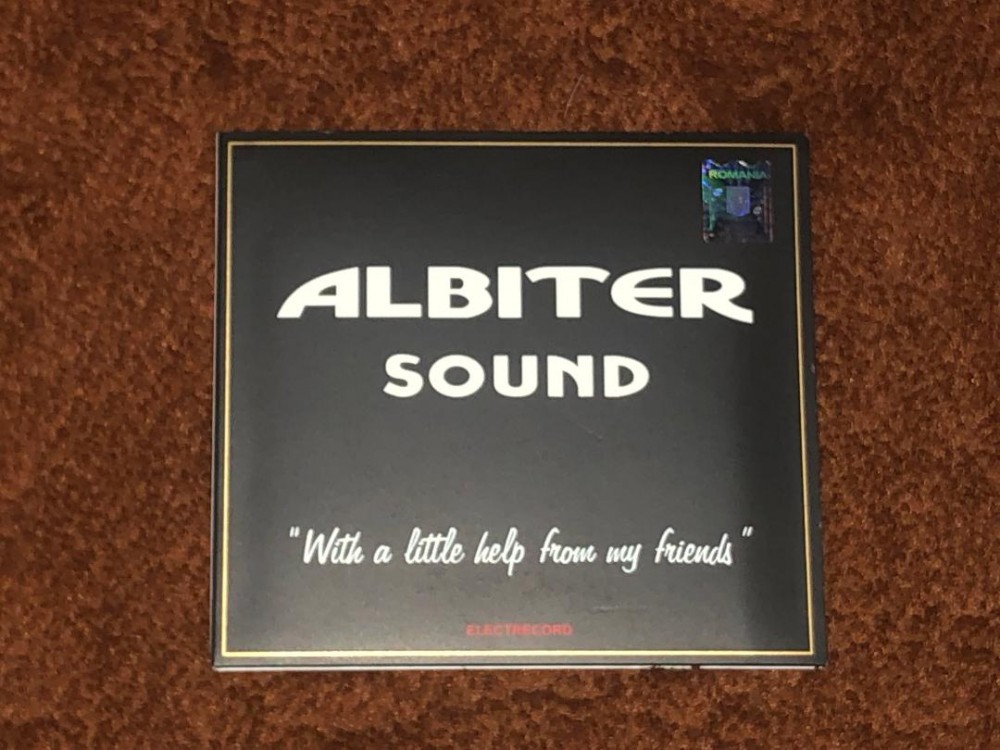 ROMANIA
ALBITER
SOUND
"With a little help from my friends"
ELECTRECORD